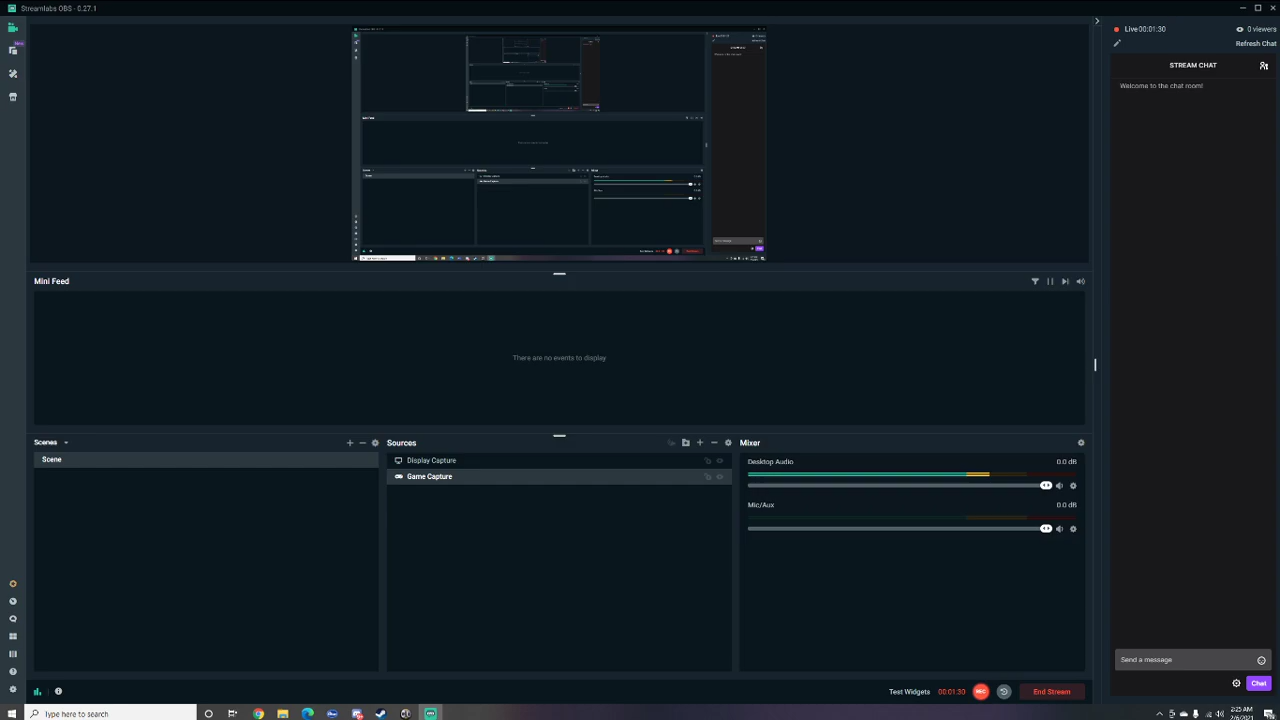 Streamlabs OBS - 0.27.1
Live 00:01:30
0 viewers
Refresh Chat
STREAM CHAT
Welcome to the chat room!
Mini Feed
There are no events to display
Scenes
Scene
Sources
Display Capture
Game Capture
Mixer
Desktop Audio
0.0 dB
Mic/Aux
0.0 dB
Send a message
Chat
Test Widgets
00:01:30
REC
End Stream
Type here to search
2:25 AM
2/6/2021